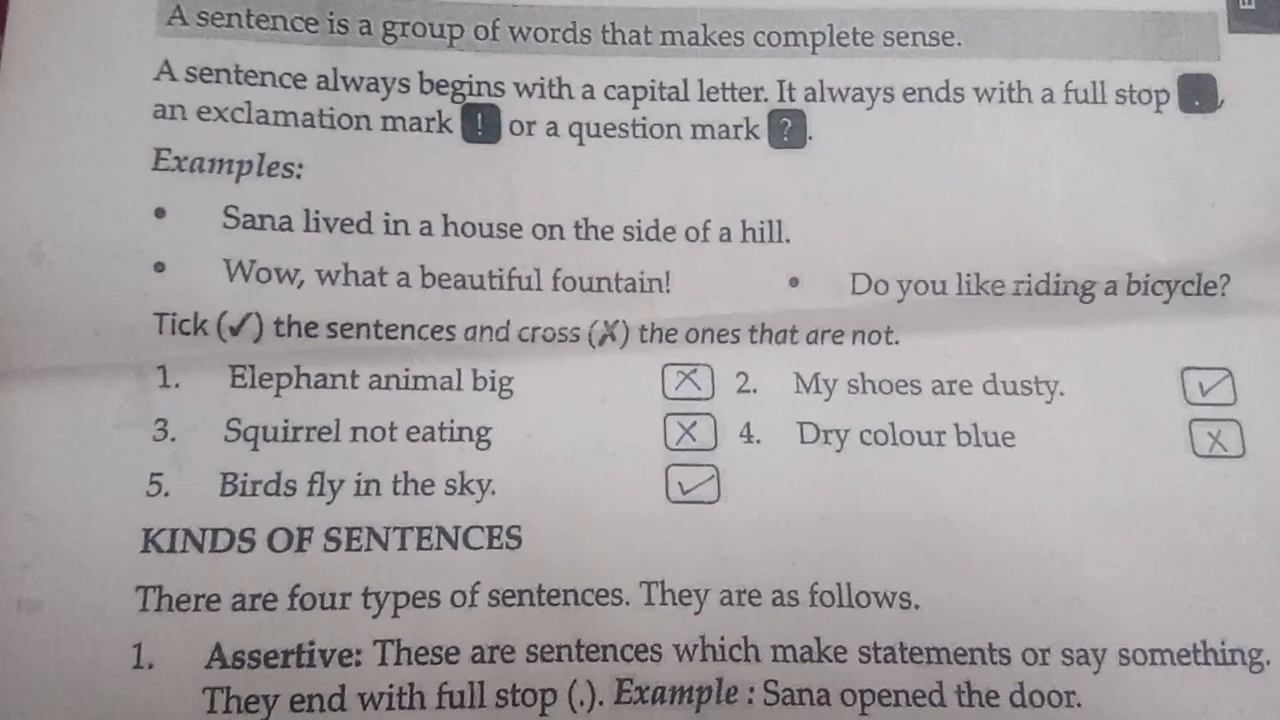 A sentence is a group of words that makes complete sense.
A sentence always begins with a capital letter. It always ends with a full stop . ,
an exclamation mark ! or a question mark ? .
Examples:
• Sana lived in a house on the side of a hill.
• Wow, what a beautiful fountain! • Do you like riding a bicycle?
Tick (✓) the sentences and cross (✗) the ones that are not.
1. Elephant animal big ✗ 2. My shoes are dusty. ✓
3. Squirrel not eating ✗ 4. Dry colour blue ✗
5. Birds fly in the sky. ✓
KINDS OF SENTENCES
There are four types of sentences. They are as follows.
1. Assertive: These are sentences which make statements or say something.
They end with full stop (.). Example : Sana opened the door.